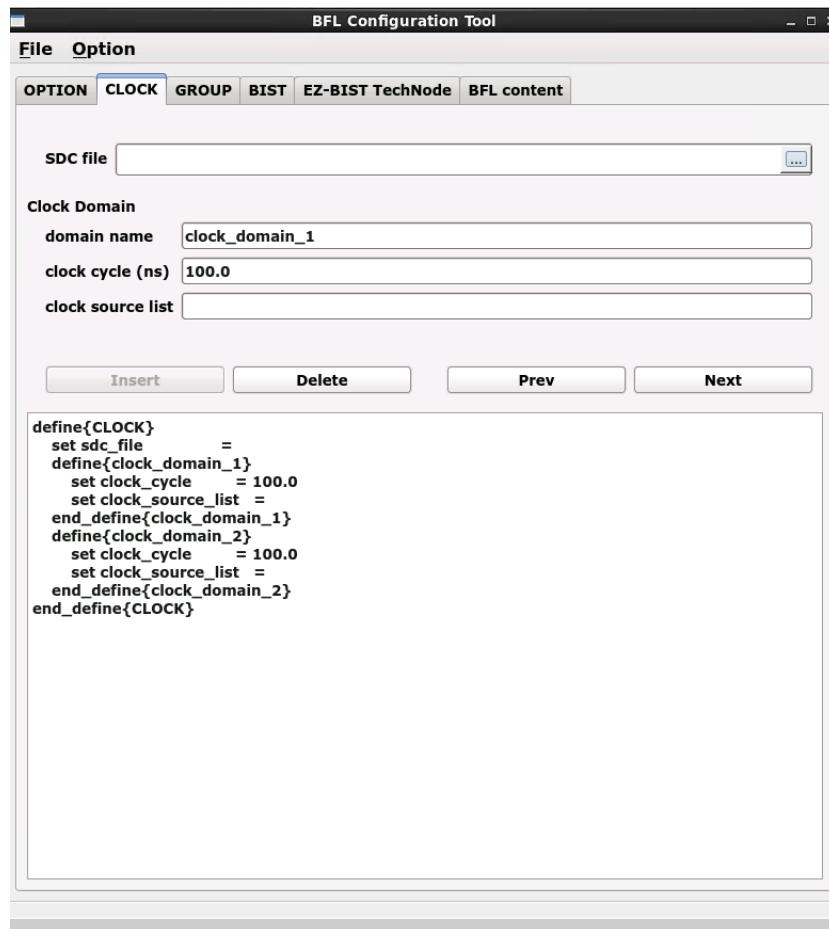 BFL Configuration Tool
File Option
OPTION CLOCK GROUP BIST EZ-BIST TechNode BFL content
SDC file ...
Clock Domain
domain name clock_domain_1
clock cycle (ns) 100.0
clock source list
Insert Delete Prev Next
define{CLOCK}
set sdc_file =
define{clock_domain_1}
set clock_cycle = 100.0
set clock_source_list =
end_define{clock_domain_1}
define{clock_domain_2}
set clock_cycle = 100.0
set clock_source_list =
end_define{clock_domain_2}
end_define{CLOCK}